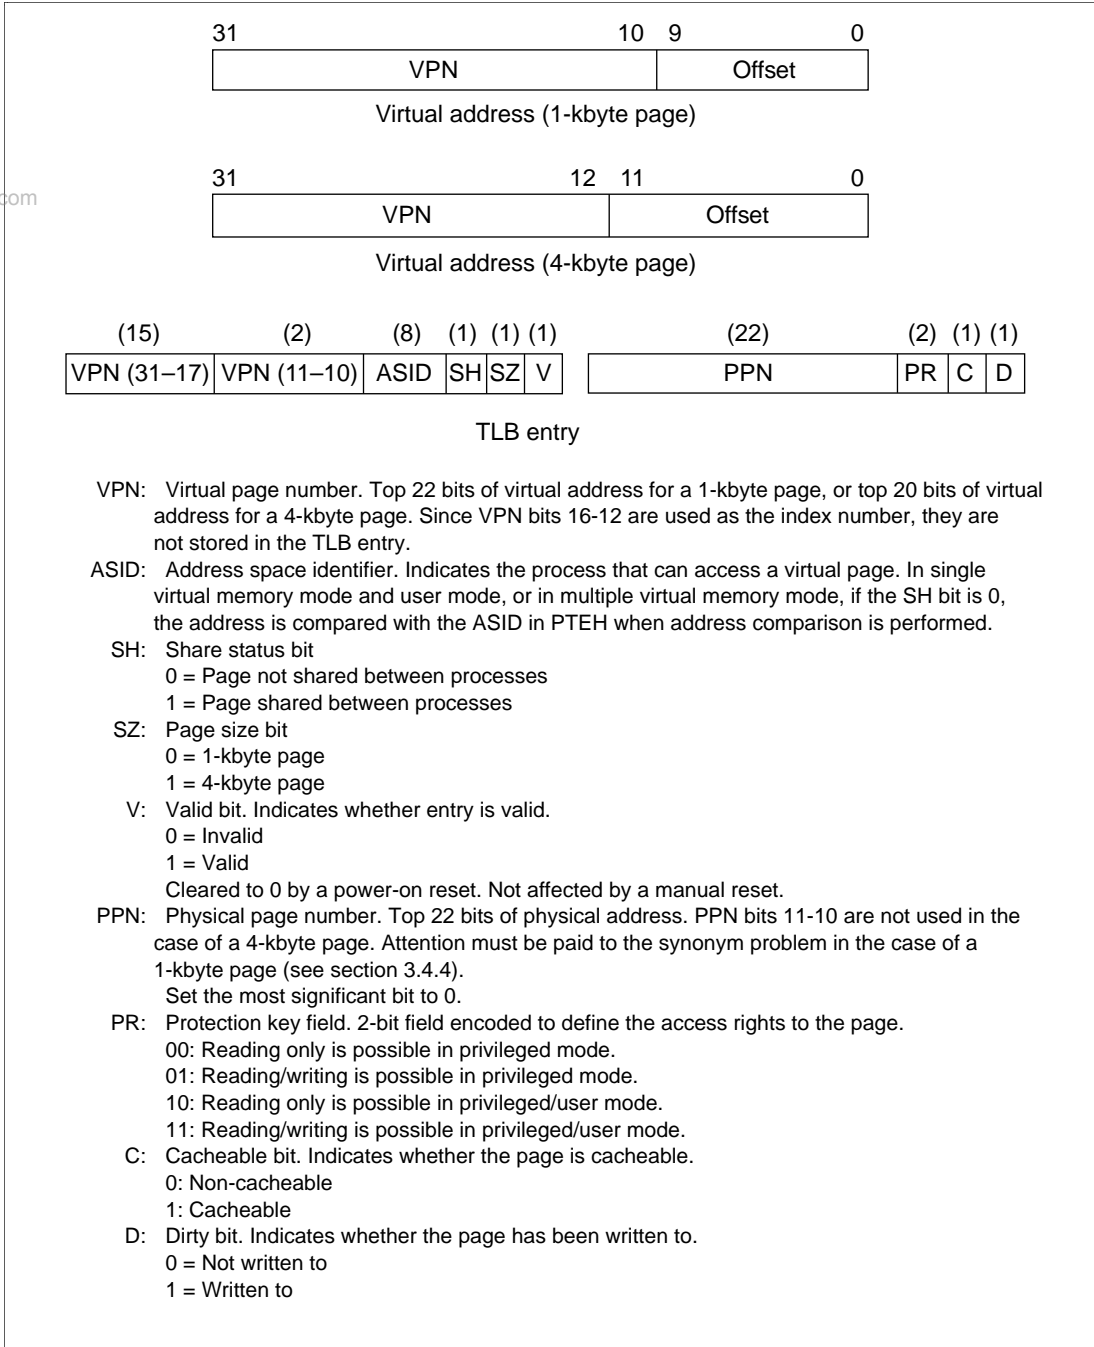 31 10 9 0
VPN Offset
Virtual address (1-kbyte page)
com
31 12 11 0
VPN Offset
Virtual address (4-kbyte page)
(15) (2) (8) (1) (1) (1) (22) (2) (1) (1)
VPN (31–17) VPN (11–10) ASID SH SZ V PPN PR C D
TLB entry
VPN: Virtual page number. Top 22 bits of virtual address for a 1-kbyte page, or top 20 bits of virtual
address for a 4-kbyte page. Since VPN bits 16-12 are used as the index number, they are
not stored in the TLB entry.
ASID: Address space identifier. Indicates the process that can access a virtual page. In single
virtual memory mode and user mode, or in multiple virtual memory mode, if the SH bit is 0,
the address is compared with the ASID in PTEH when address comparison is performed.
SH: Share status bit
0 = Page not shared between processes
1 = Page shared between processes
SZ: Page size bit
0 = 1-kbyte page
1 = 4-kbyte page
V: Valid bit. Indicates whether entry is valid.
0 = Invalid
1 = Valid
Cleared to 0 by a power-on reset. Not affected by a manual reset.
PPN: Physical page number. Top 22 bits of physical address. PPN bits 11-10 are not used in the
case of a 4-kbyte page. Attention must be paid to the synonym problem in the case of a
1-kbyte page (see section 3.4.4).
Set the most significant bit to 0.
PR: Protection key field. 2-bit field encoded to define the access rights to the page.
00: Reading only is possible in privileged mode.
01: Reading/writing is possible in privileged mode.
10: Reading only is possible in privileged/user mode.
11: Reading/writing is possible in privileged/user mode.
C: Cacheable bit. Indicates whether the page is cacheable.
0: Non-cacheable
1: Cacheable
D: Dirty bit. Indicates whether the page has been written to.
0 = Not written to
1 = Written to